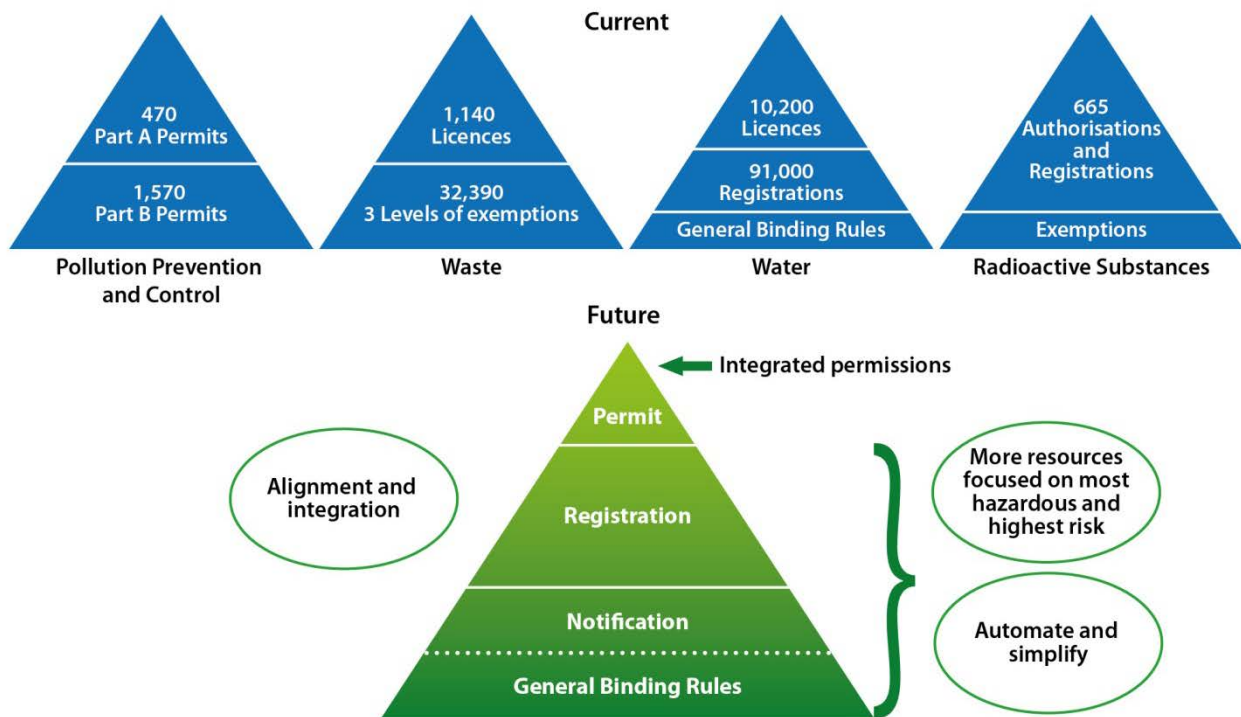 Current
470
Part A Permits
1,570
Part B Permits
Pollution Prevention
and Control
1,140
Licences
32,390
3 Levels of exemptions
Waste
10,200
Licences
91,000
Registrations
General Binding Rules
Water
665
Authorisations
and
Registrations
Exemptions
Radioactive Substances
Future
Integrated permissions
Permit
Registration
Notification
General Binding Rules
Alignment and
integration
More resources
focused on most
hazardous and
highest risk
Automate and
simplify